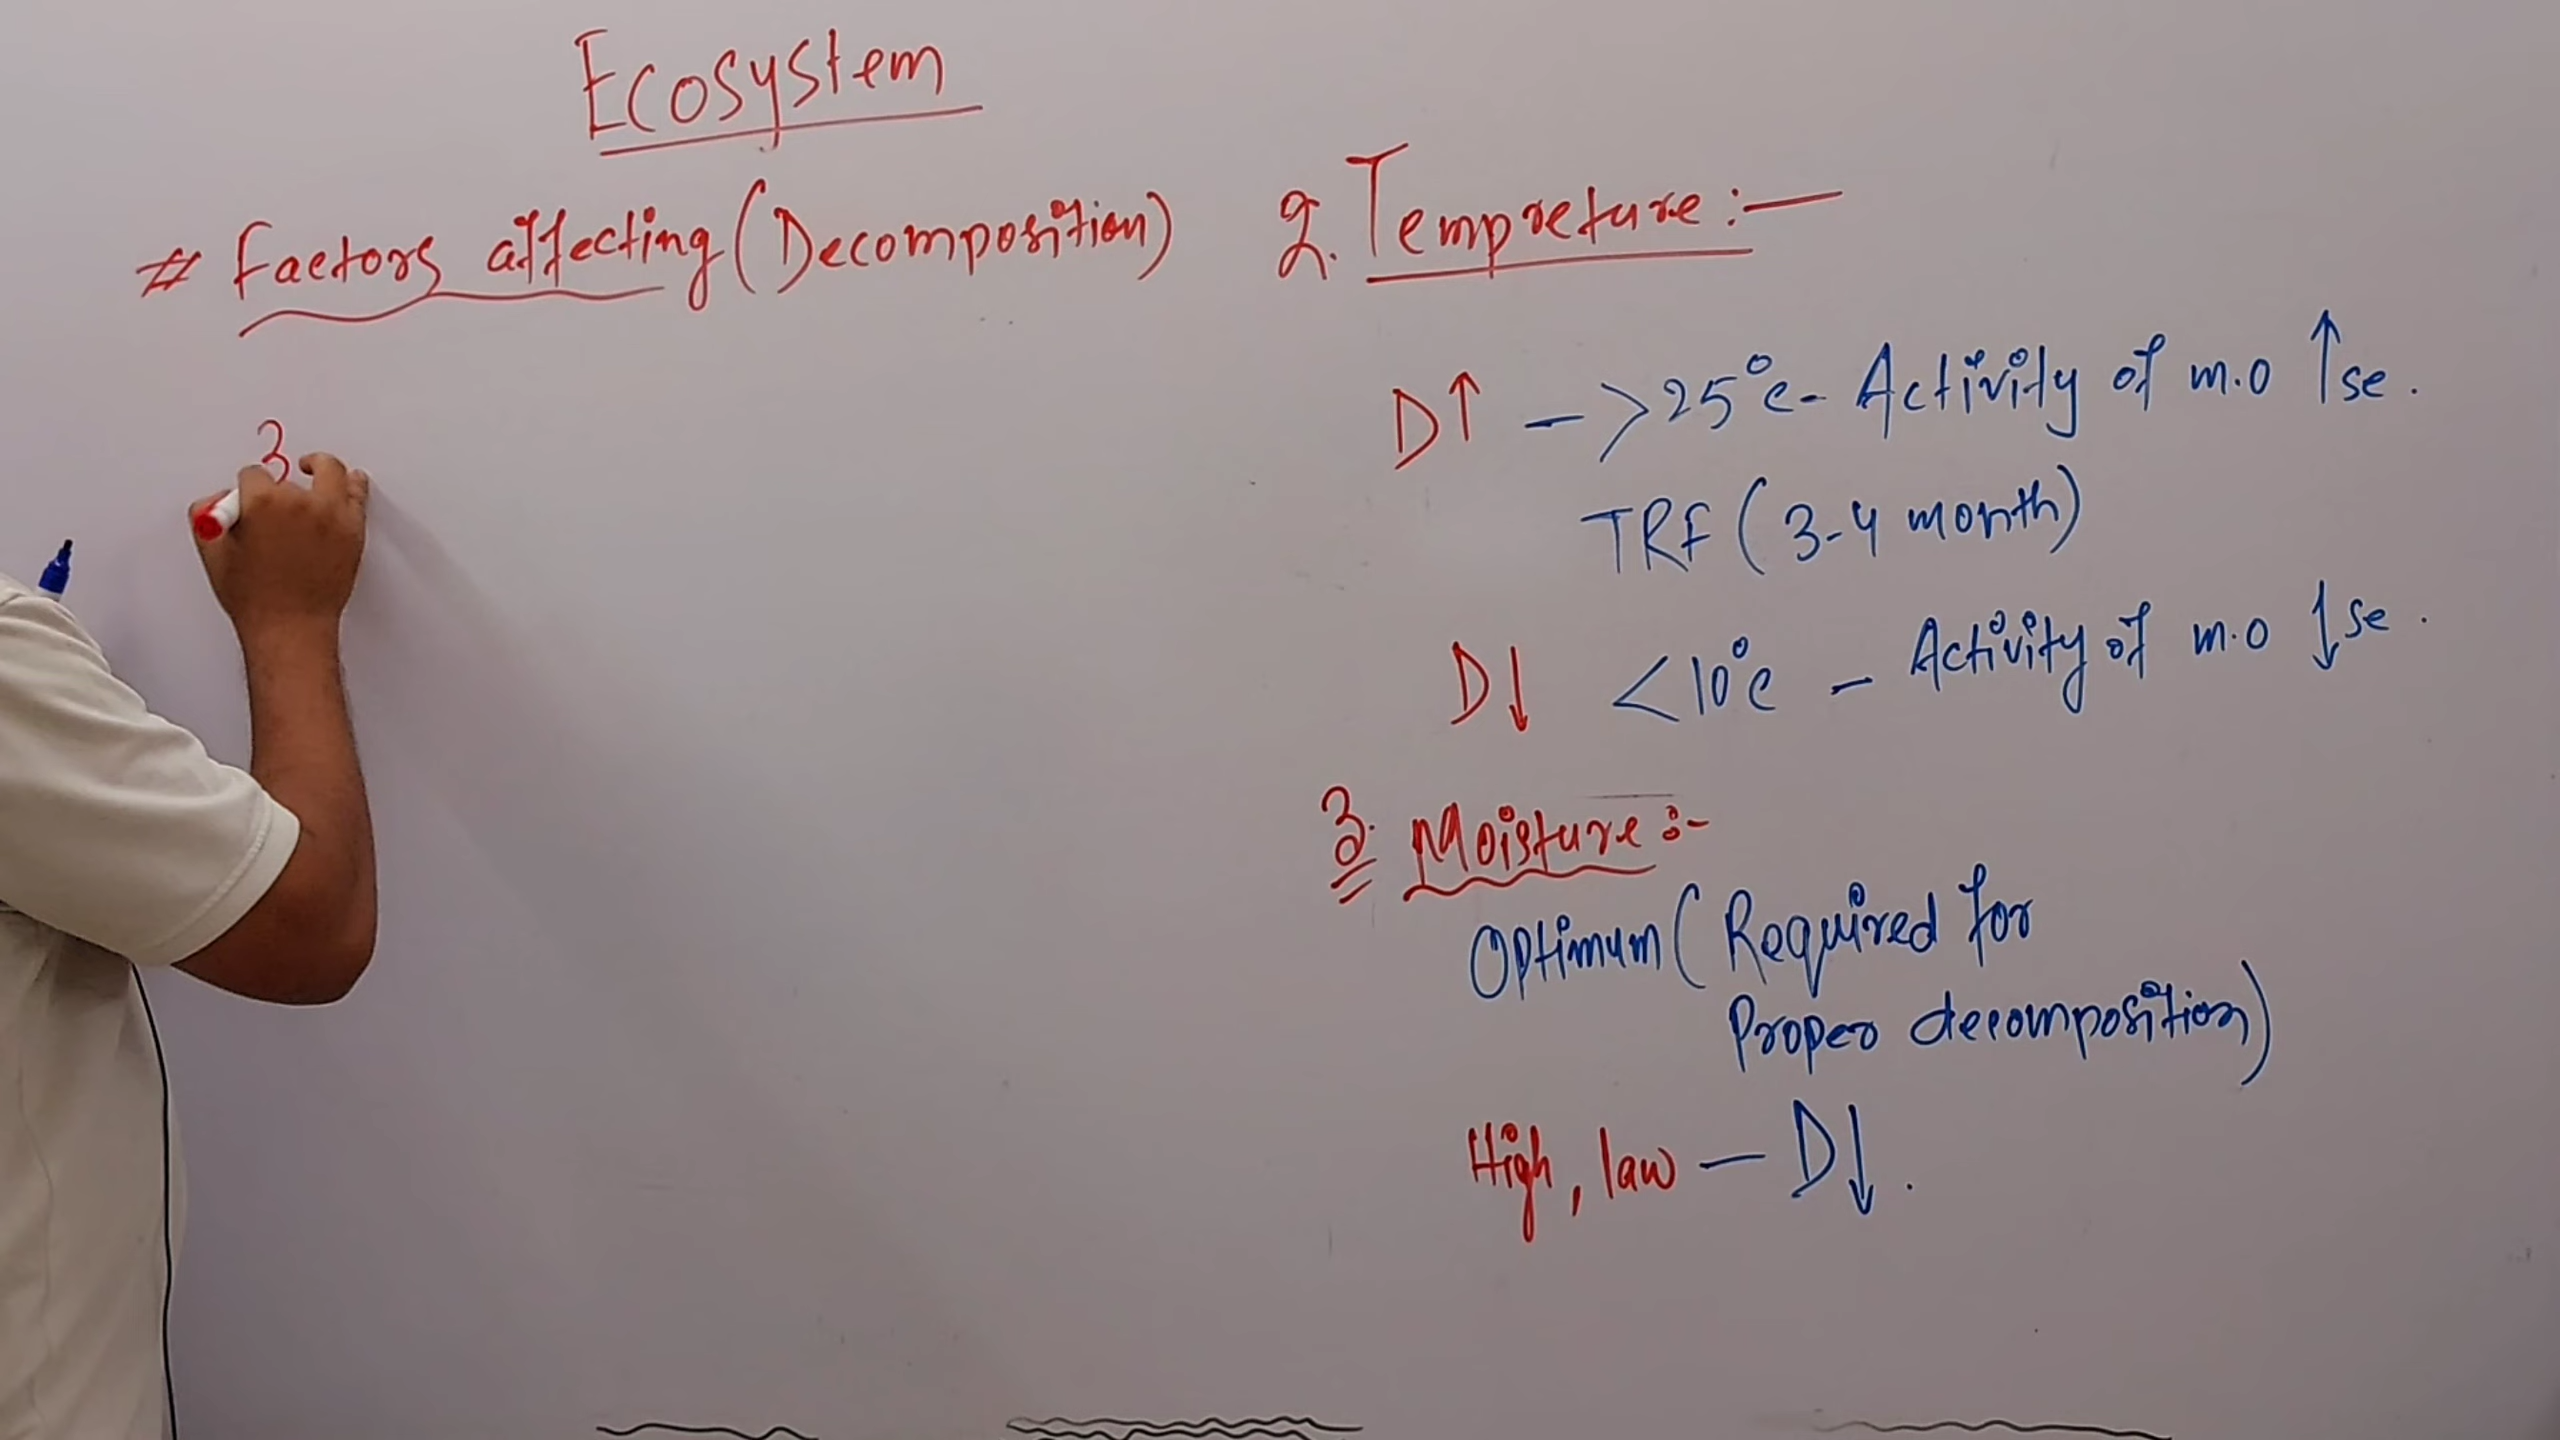 Ecosystem
# Factors affecting (Decomposition)
3
2. Tempreture :—
D↑ — >25°c - Activity of m.o ↑se.
TRF (3-4 month)
D↓ <10°c - Activity of m.o ↓se.
3. Moisture :-
Optimum (Required for
Proper decomposition)
High, law — D↓.